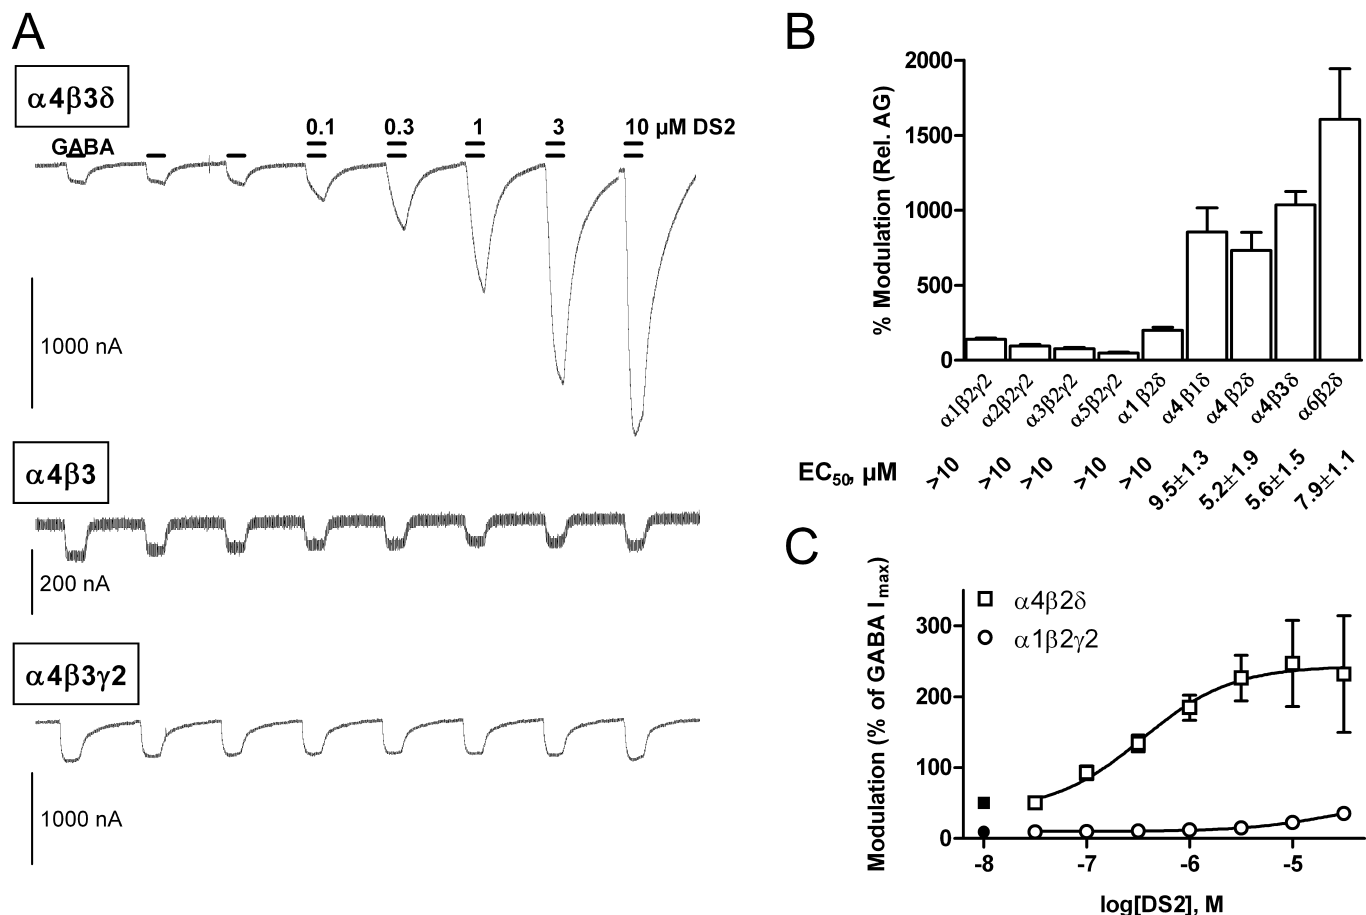 A
α4β3δ
GABA
0.1 0.3 1 3 10 µM DS2
1000 nA
α4β3
200 nA
α4β3γ2
1000 nA
B
% Modulation (Rel. AG)
2000
1500
1000
500
0
α1β2γ2 α2β2γ2 α3β2γ2 α5β2γ2 α1β2δ α4β1δ α4β2δ α4β3δ α6β2δ
EC50, µM >10 >10 >10 >10 >10 9.5±1.3 5.2±1.9 5.6±1.5 7.9±1.1
C
Modulation (% of GABA Imax)
α4β2δ
α1β2γ2
300
200
100
0
-8 -7 -6 -5
log[DS2], M